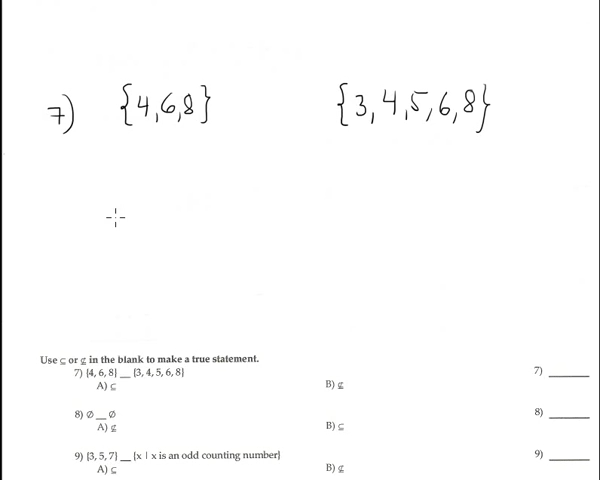 7) {4,6,8} {3,4,5,6,8}
Use ⊆ or ⊈ in the blank to make a true statement.
7) {4, 6, 8} __ {3, 4, 5, 6, 8} 7) ______
A) ⊆ B) ⊈
8) ∅ __ ∅ 8) ______
A) ⊈ B) ⊆
9) {3, 5, 7} __ {x | x is an odd counting number} 9) ______
A) ⊆ B) ⊈